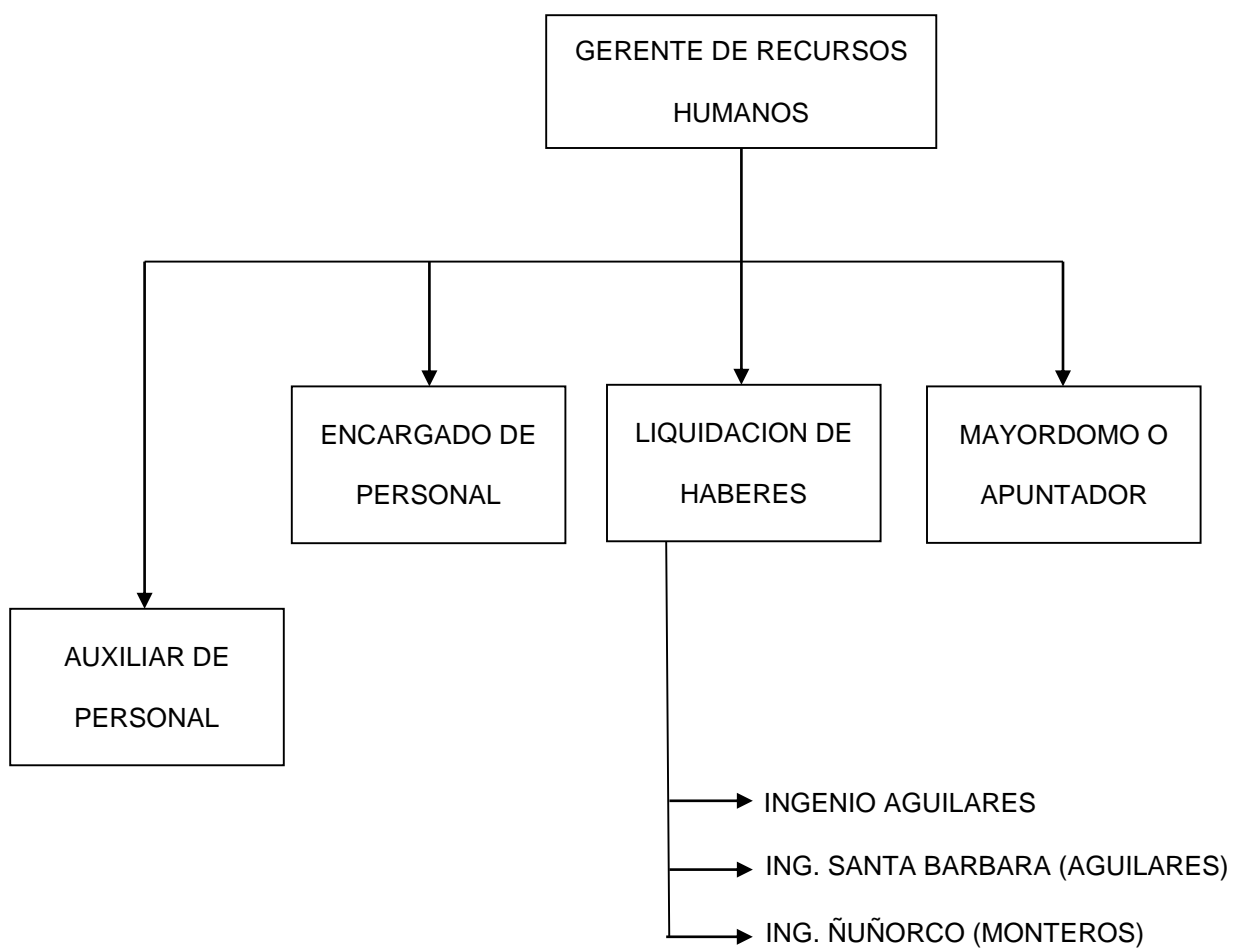 GERENTE DE RECURSOS
HUMANOS
ENCARGADO DE
PERSONAL
LIQUIDACION DE
HABERES
MAYORDOMO O
APUNTADOR
AUXILIAR DE
PERSONAL
INGENIO AGUILARES
ING. SANTA BARBARA (AGUILARES)
ING. ÑUÑORCO (MONTEROS)